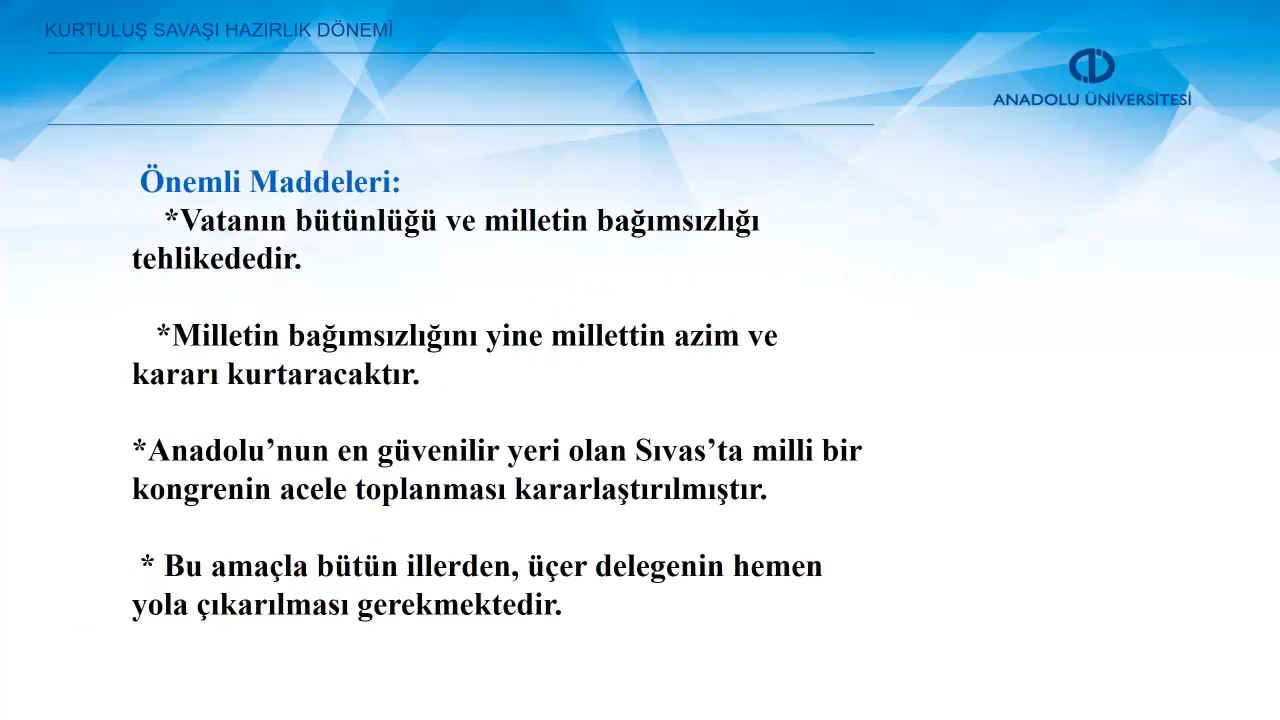 KURTULUŞ SAVAŞI HAZIRLIK DÖNEMİ
ANADOLU ÜNİVERSİTESİ
Önemli Maddeleri:
*Vatanın bütünlüğü ve milletin bağımsızlığı
tehlikededir.
*Milletin bağımsızlığını yine millettin azim ve
kararı kurtaracaktır.
*Anadolu’nun en güvenilir yeri olan Sıvas’ta milli bir
kongrenin acele toplanması kararlaştırılmıştır.
* Bu amaçla bütün illerden, üçer delegenin hemen
yola çıkarılması gerekmektedir.